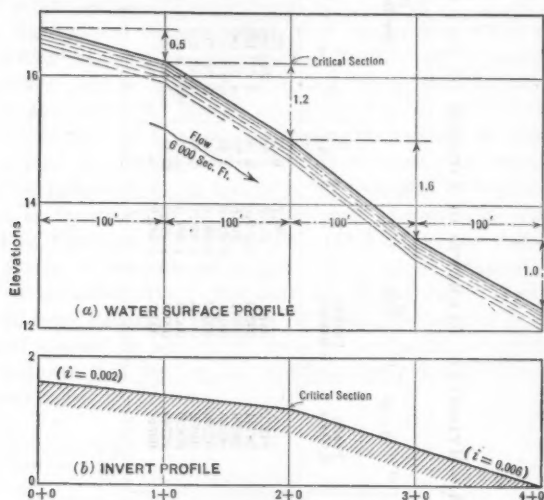 16
14
12
Elevations
0.5
Critical Section
1.2
1.6
1.0
Flow
6 000 Sec. Ft.
100'
100'
100'
100'
(a) WATER SURFACE PROFILE
2
1
0
(i = 0.002)
Critical Section
(i = 0.006)
(b) INVERT PROFILE
0+0
1+0
2+0
3+0
4+0